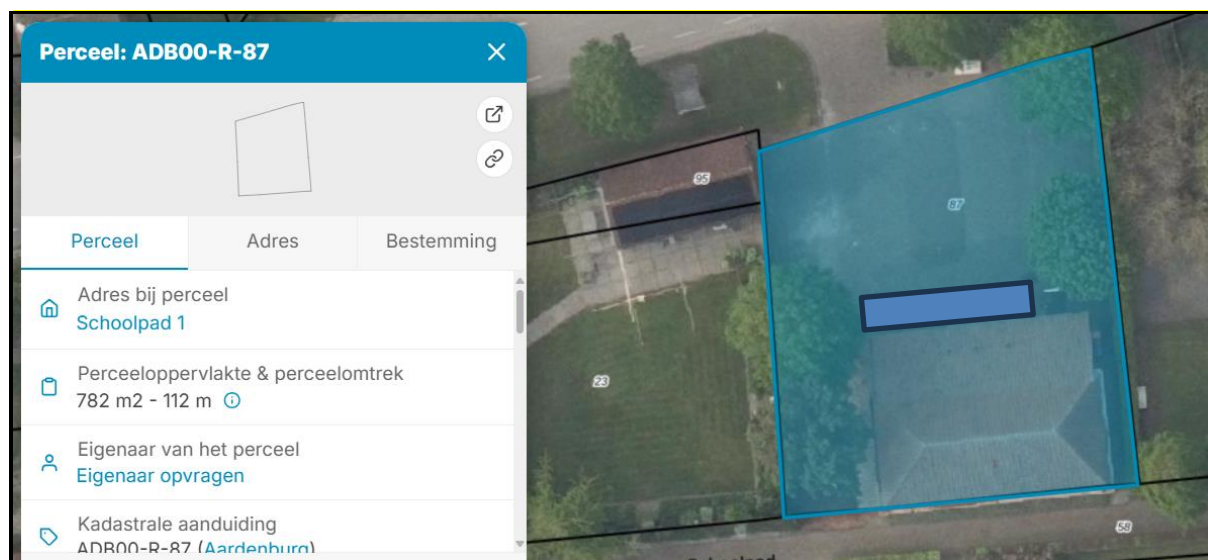 Perceel: ADB00-R-87
Perceel
Adres
Bestemming
Adres bij perceel
Schoolpad 1
Perceeloppervlakte & perceelomtrek
782 m2 - 112 m
Eigenaar van het perceel
Eigenaar opvragen
Kadastrale aanduiding
ADB00-R-87 (Aardenburg)
95
87
23
58